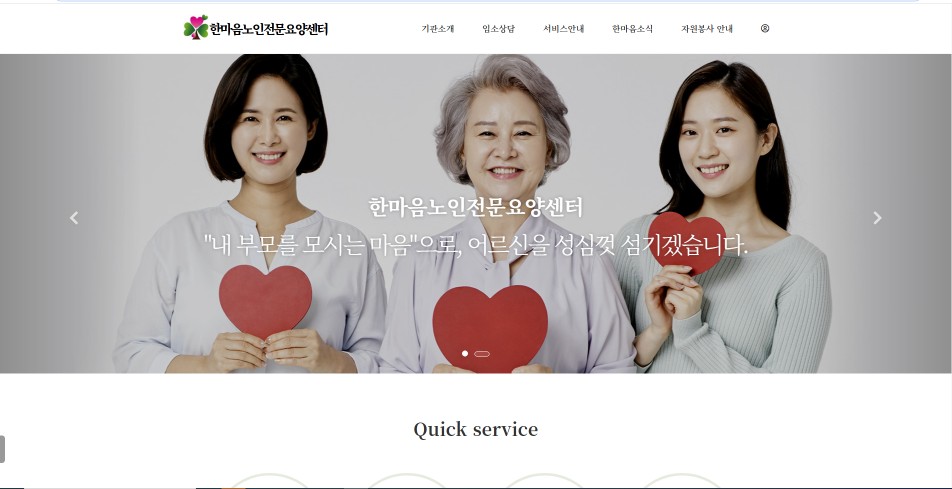 한마음노인전문요양센터
기관소개 입소상담 서비스안내 한마음소식 자원봉사 안내
한마음노인전문요양센터
"내 부모를 모시는 마음"으로, 어르신을 성심껏 섬기겠습니다.
Quick service